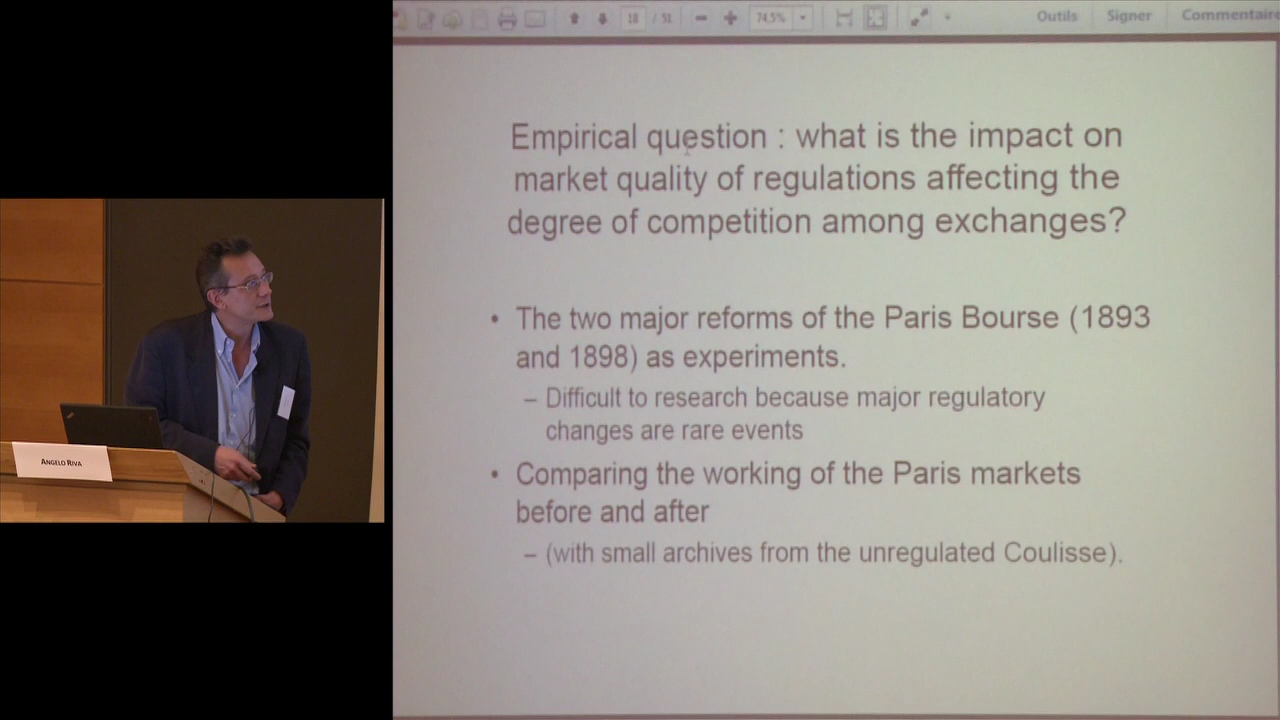 18 / 51
74,5%
Outils
Signer
Commentaire
Empirical question : what is the impact on
market quality of regulations affecting the
degree of competition among exchanges?
• The two major reforms of the Paris Bourse (1893
and 1898) as experiments.
– Difficult to research because major regulatory
changes are rare events
• Comparing the working of the Paris markets
before and after
– (with small archives from the unregulated Coulisse).
ANGELO RIVA